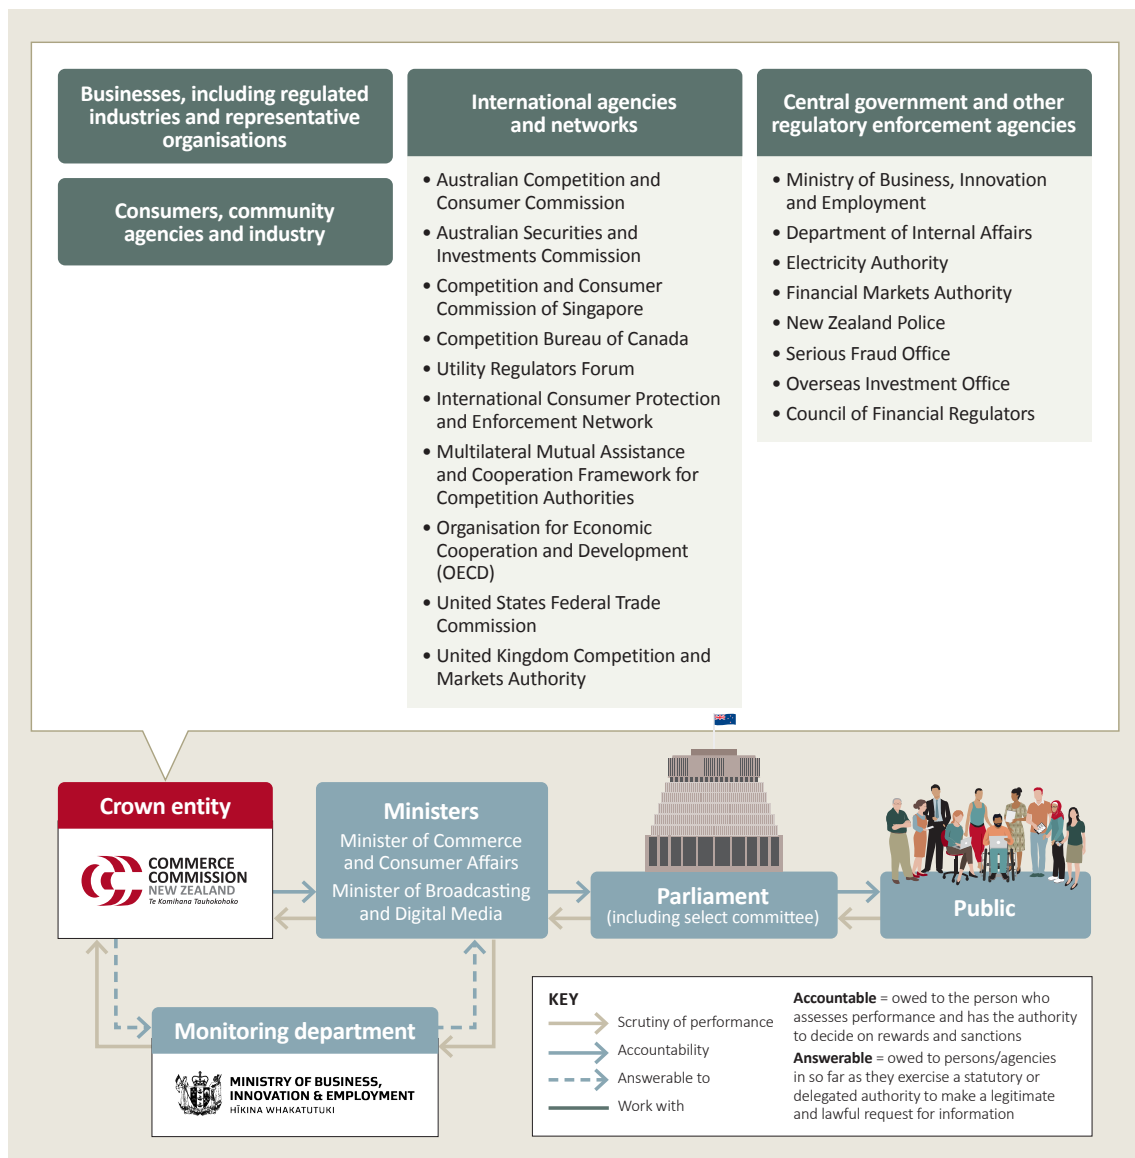 Businesses, including regulated
industries and representative
organisations
Consumers, community
agencies and industry
International agencies
and networks
• Australian Competition and
Consumer Commission
• Australian Securities and
Investments Commission
• Competition and Consumer
Commission of Singapore
• Competition Bureau of Canada
• Utility Regulators Forum
• International Consumer Protection
and Enforcement Network
• Multilateral Mutual Assistance
and Cooperation Framework for
Competition Authorities
• Organisation for Economic
Cooperation and Development
(OECD)
• United States Federal Trade
Commission
• United Kingdom Competition and
Markets Authority
Central government and other
regulatory enforcement agencies
• Ministry of Business, Innovation
and Employment
• Department of Internal Affairs
• Electricity Authority
• Financial Markets Authority
• New Zealand Police
• Serious Fraud Office
• Overseas Investment Office
• Council of Financial Regulators
Crown entity
COMMERCE
COMMISSION
NEW ZEALAND
Te Komihana Tauhokohoko
Ministers
Minister of Commerce
and Consumer Affairs
Minister of Broadcasting
and Digital Media
Parliament
(including select committee)
Public
Monitoring department
MINISTRY OF BUSINESS,
INNOVATION & EMPLOYMENT
HĪKINA WHAKATUTUKI
KEY
Scrutiny of performance
Accountability
Answerable to
Work with
Accountable = owed to the person who
assesses performance and has the authority
to decide on rewards and sanctions
Answerable = owed to persons/agencies
in so far as they exercise a statutory or
delegated authority to make a legitimate
and lawful request for information